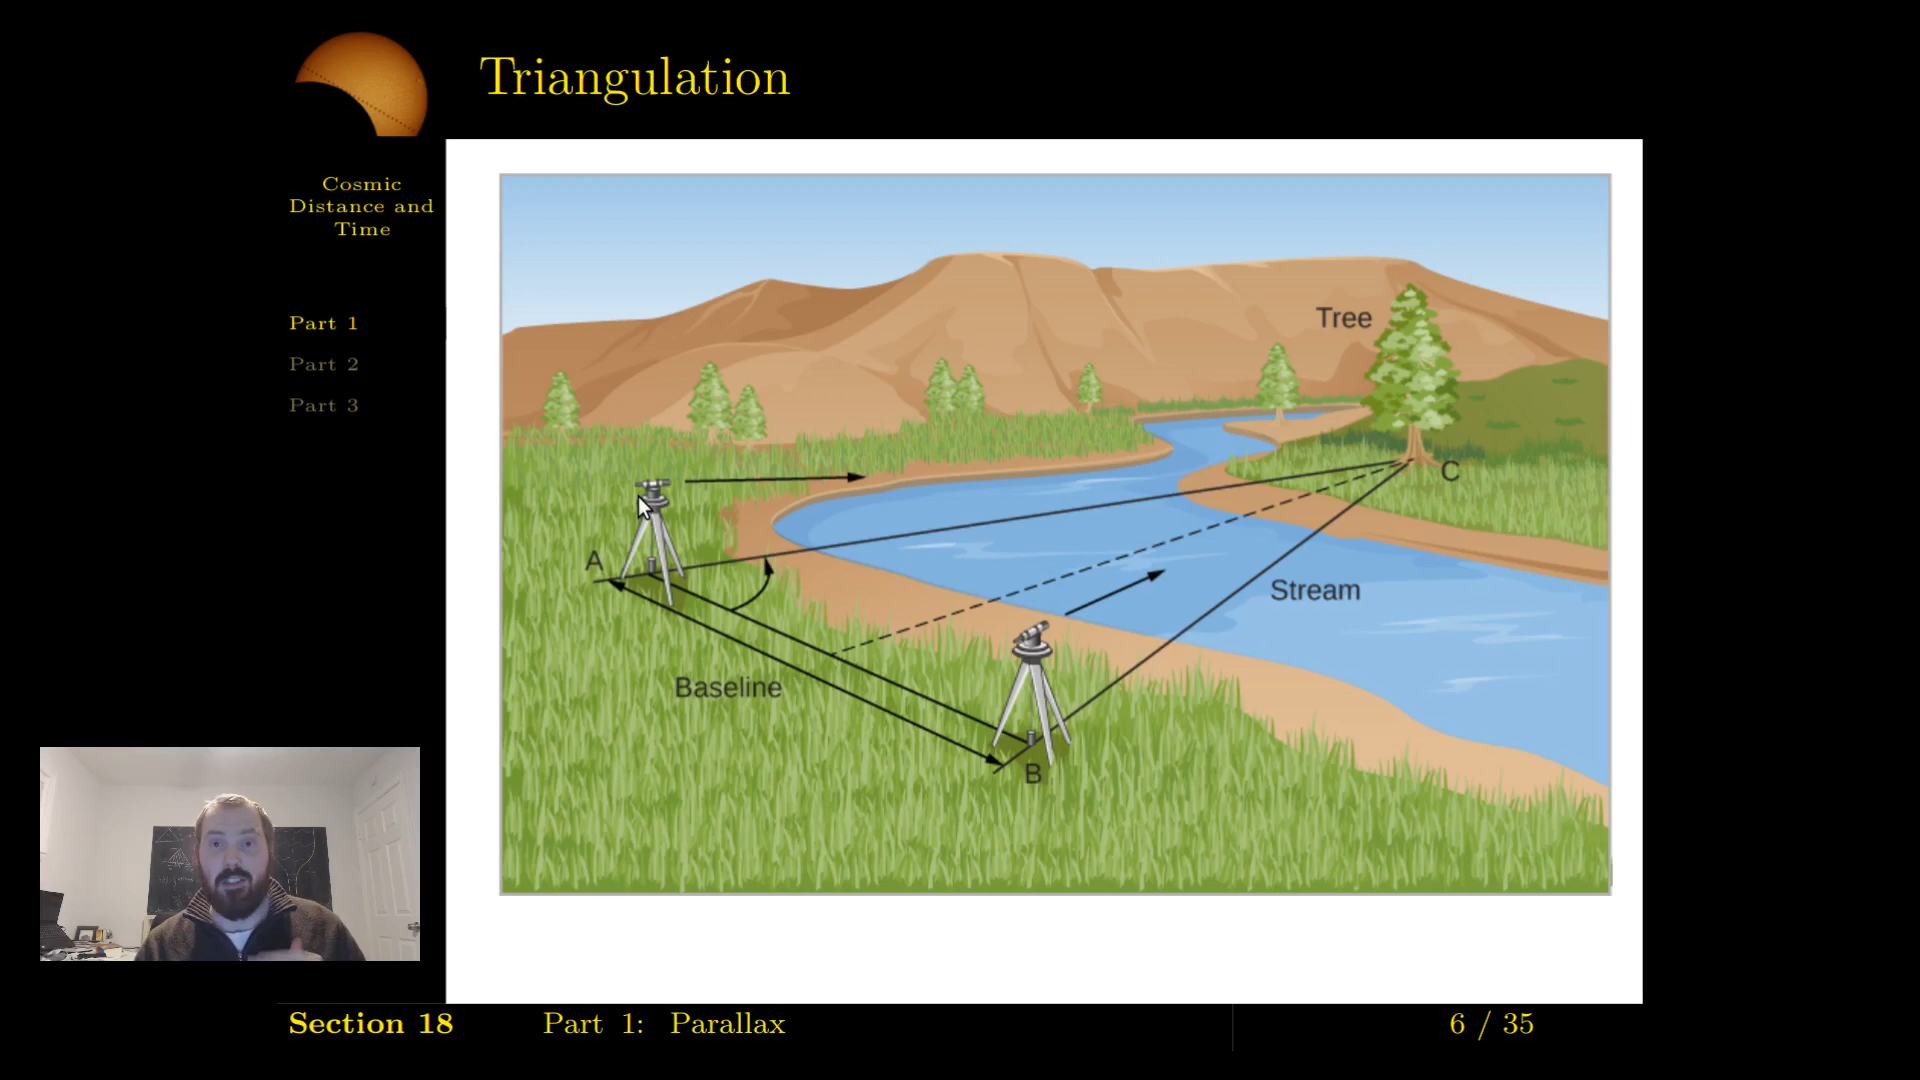 Triangulation
Cosmic
Distance and
Time
Part 1
Part 2
Part 3
Tree
C
A
Stream
Baseline
B
Section 18
Part 1: Parallax
6 / 35